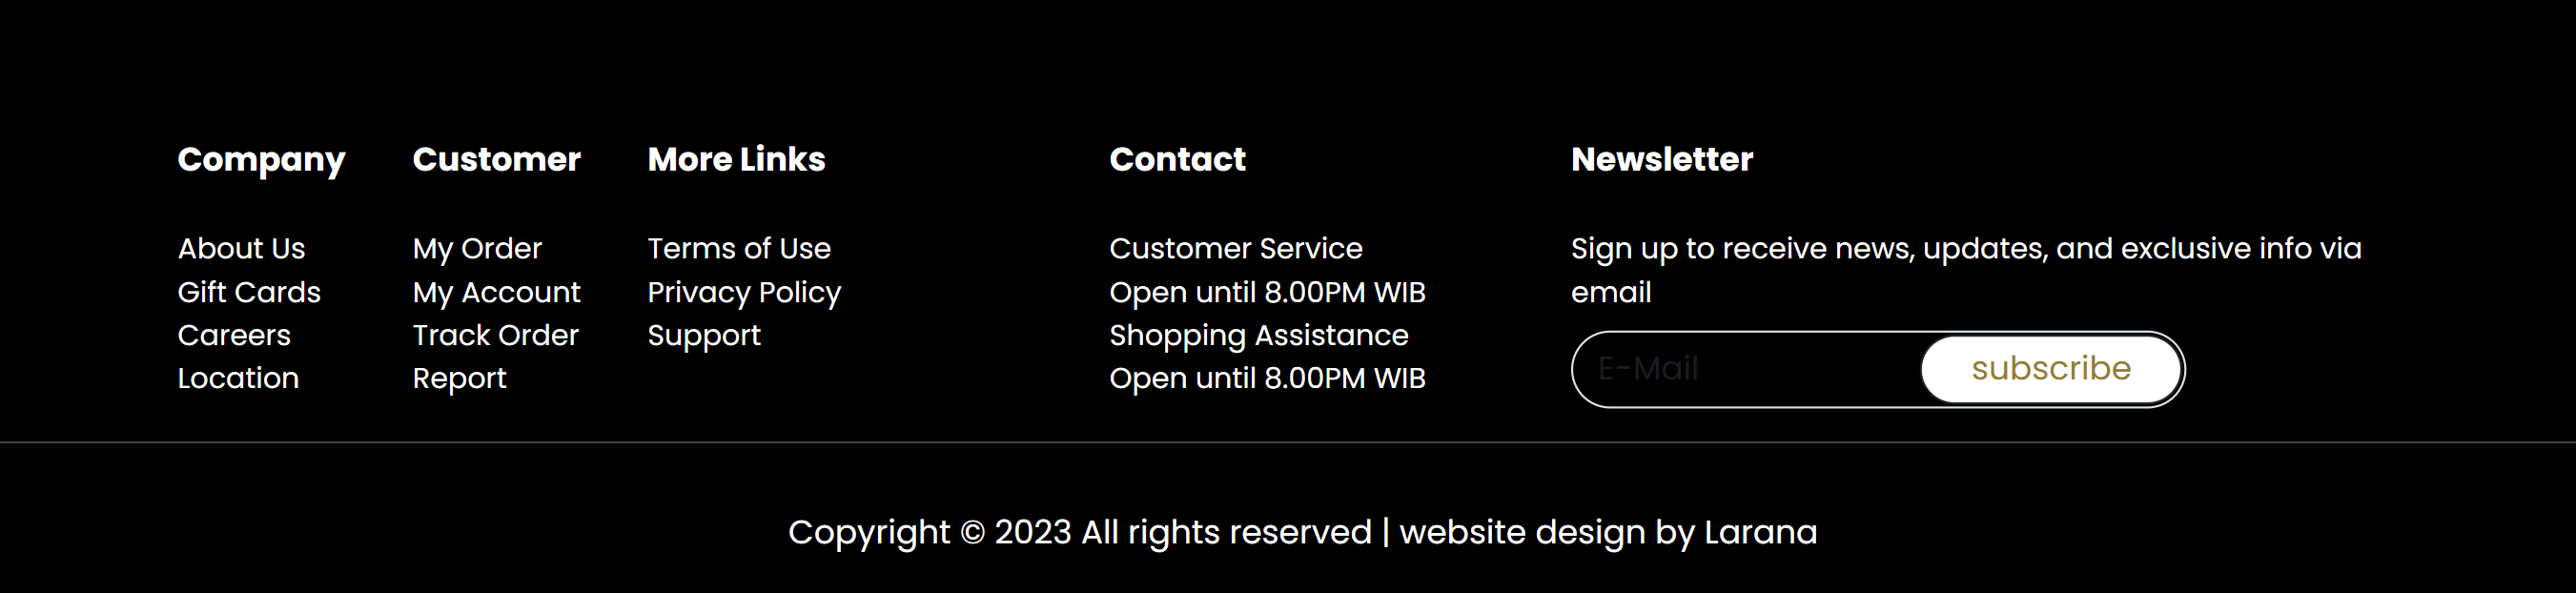 Company
About Us
Gift Cards
Careers
Location
Customer
My Order
My Account
Track Order
Report
More Links
Terms of Use
Privacy Policy
Support
Contact
Customer Service
Open until 8.00PM WIB
Shopping Assistance
Open until 8.00PM WIB
Newsletter
Sign up to receive news, updates, and exclusive info via
email
E-Mail
subscribe
Copyright © 2023 All rights reserved | website design by Larana